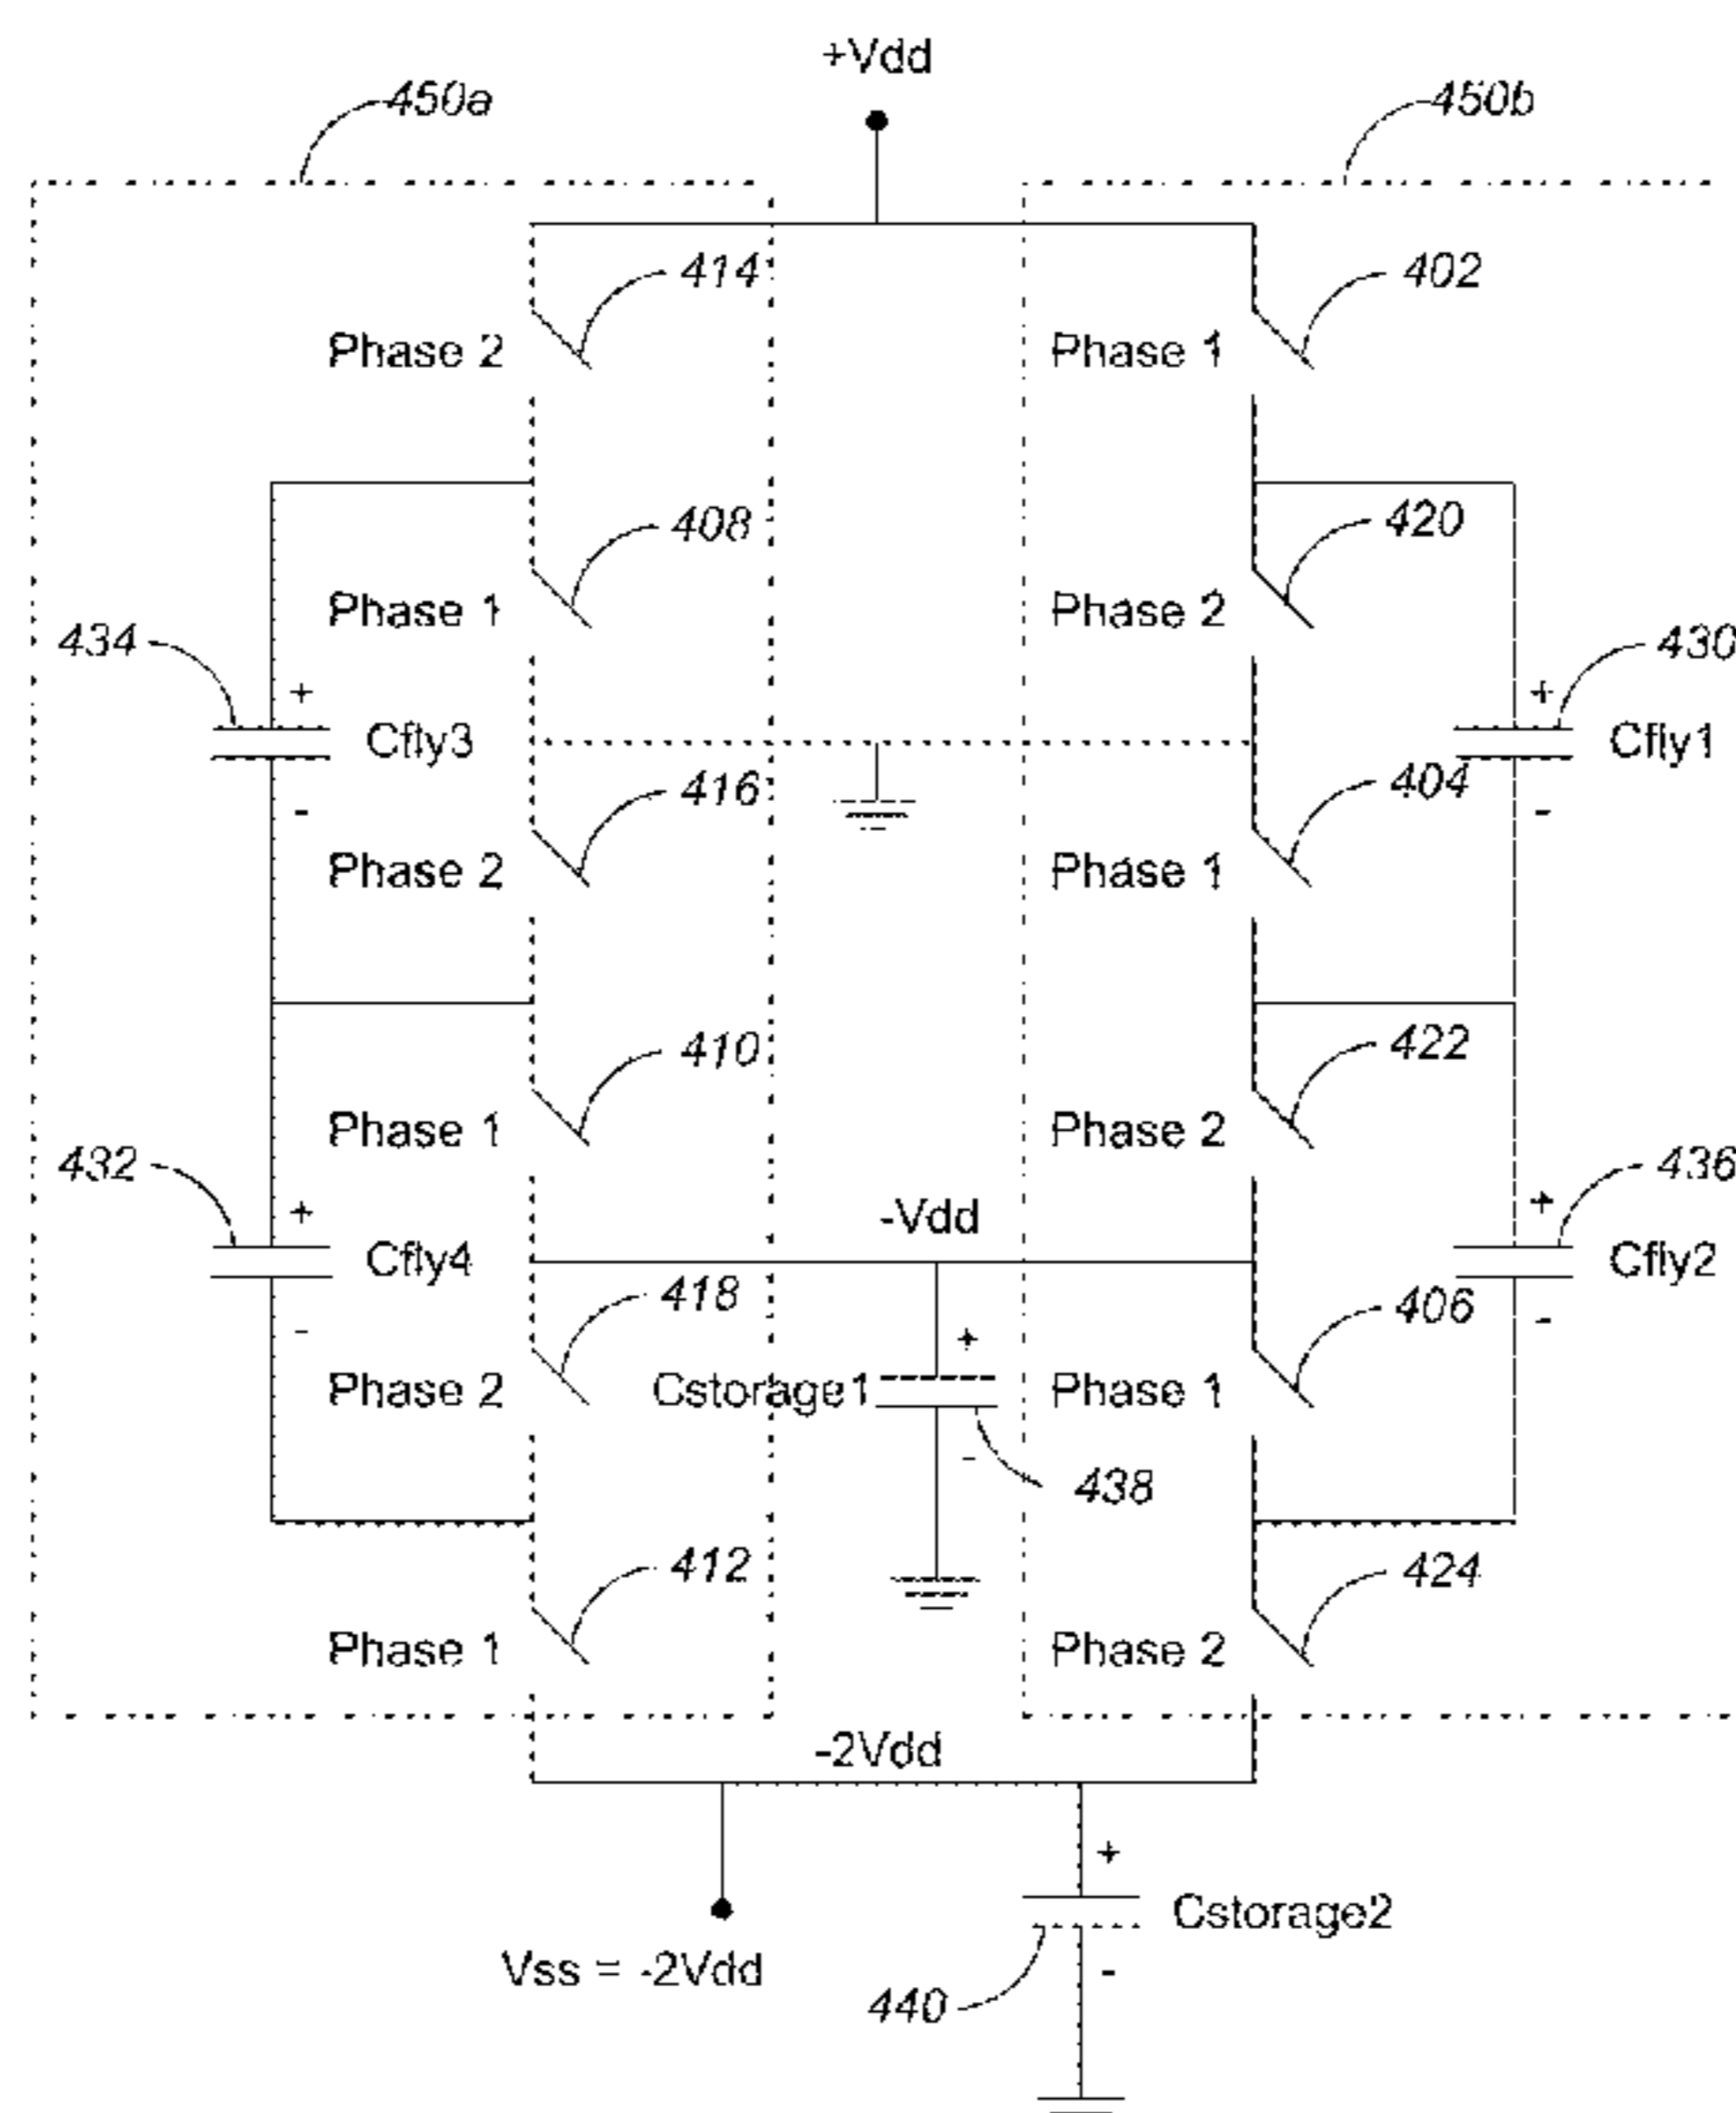 +Vdd
450a
450b
414
402
Phase 2
Phase 1
408
420
Phase 1
Phase 2
434
430
+
+
Cfly3
Cfly1
-
-
416
404
Phase 2
Phase 1
410
422
Phase 1
Phase 2
432
436
+
+
-Vdd
Cfly4
Cfly2
-
-
418
406
+
Phase 2
Cstorage1
Phase 1
-
438
412
424
Phase 1
Phase 2
-2Vdd
+
Cstorage2
Vss = -2Vdd
-
440